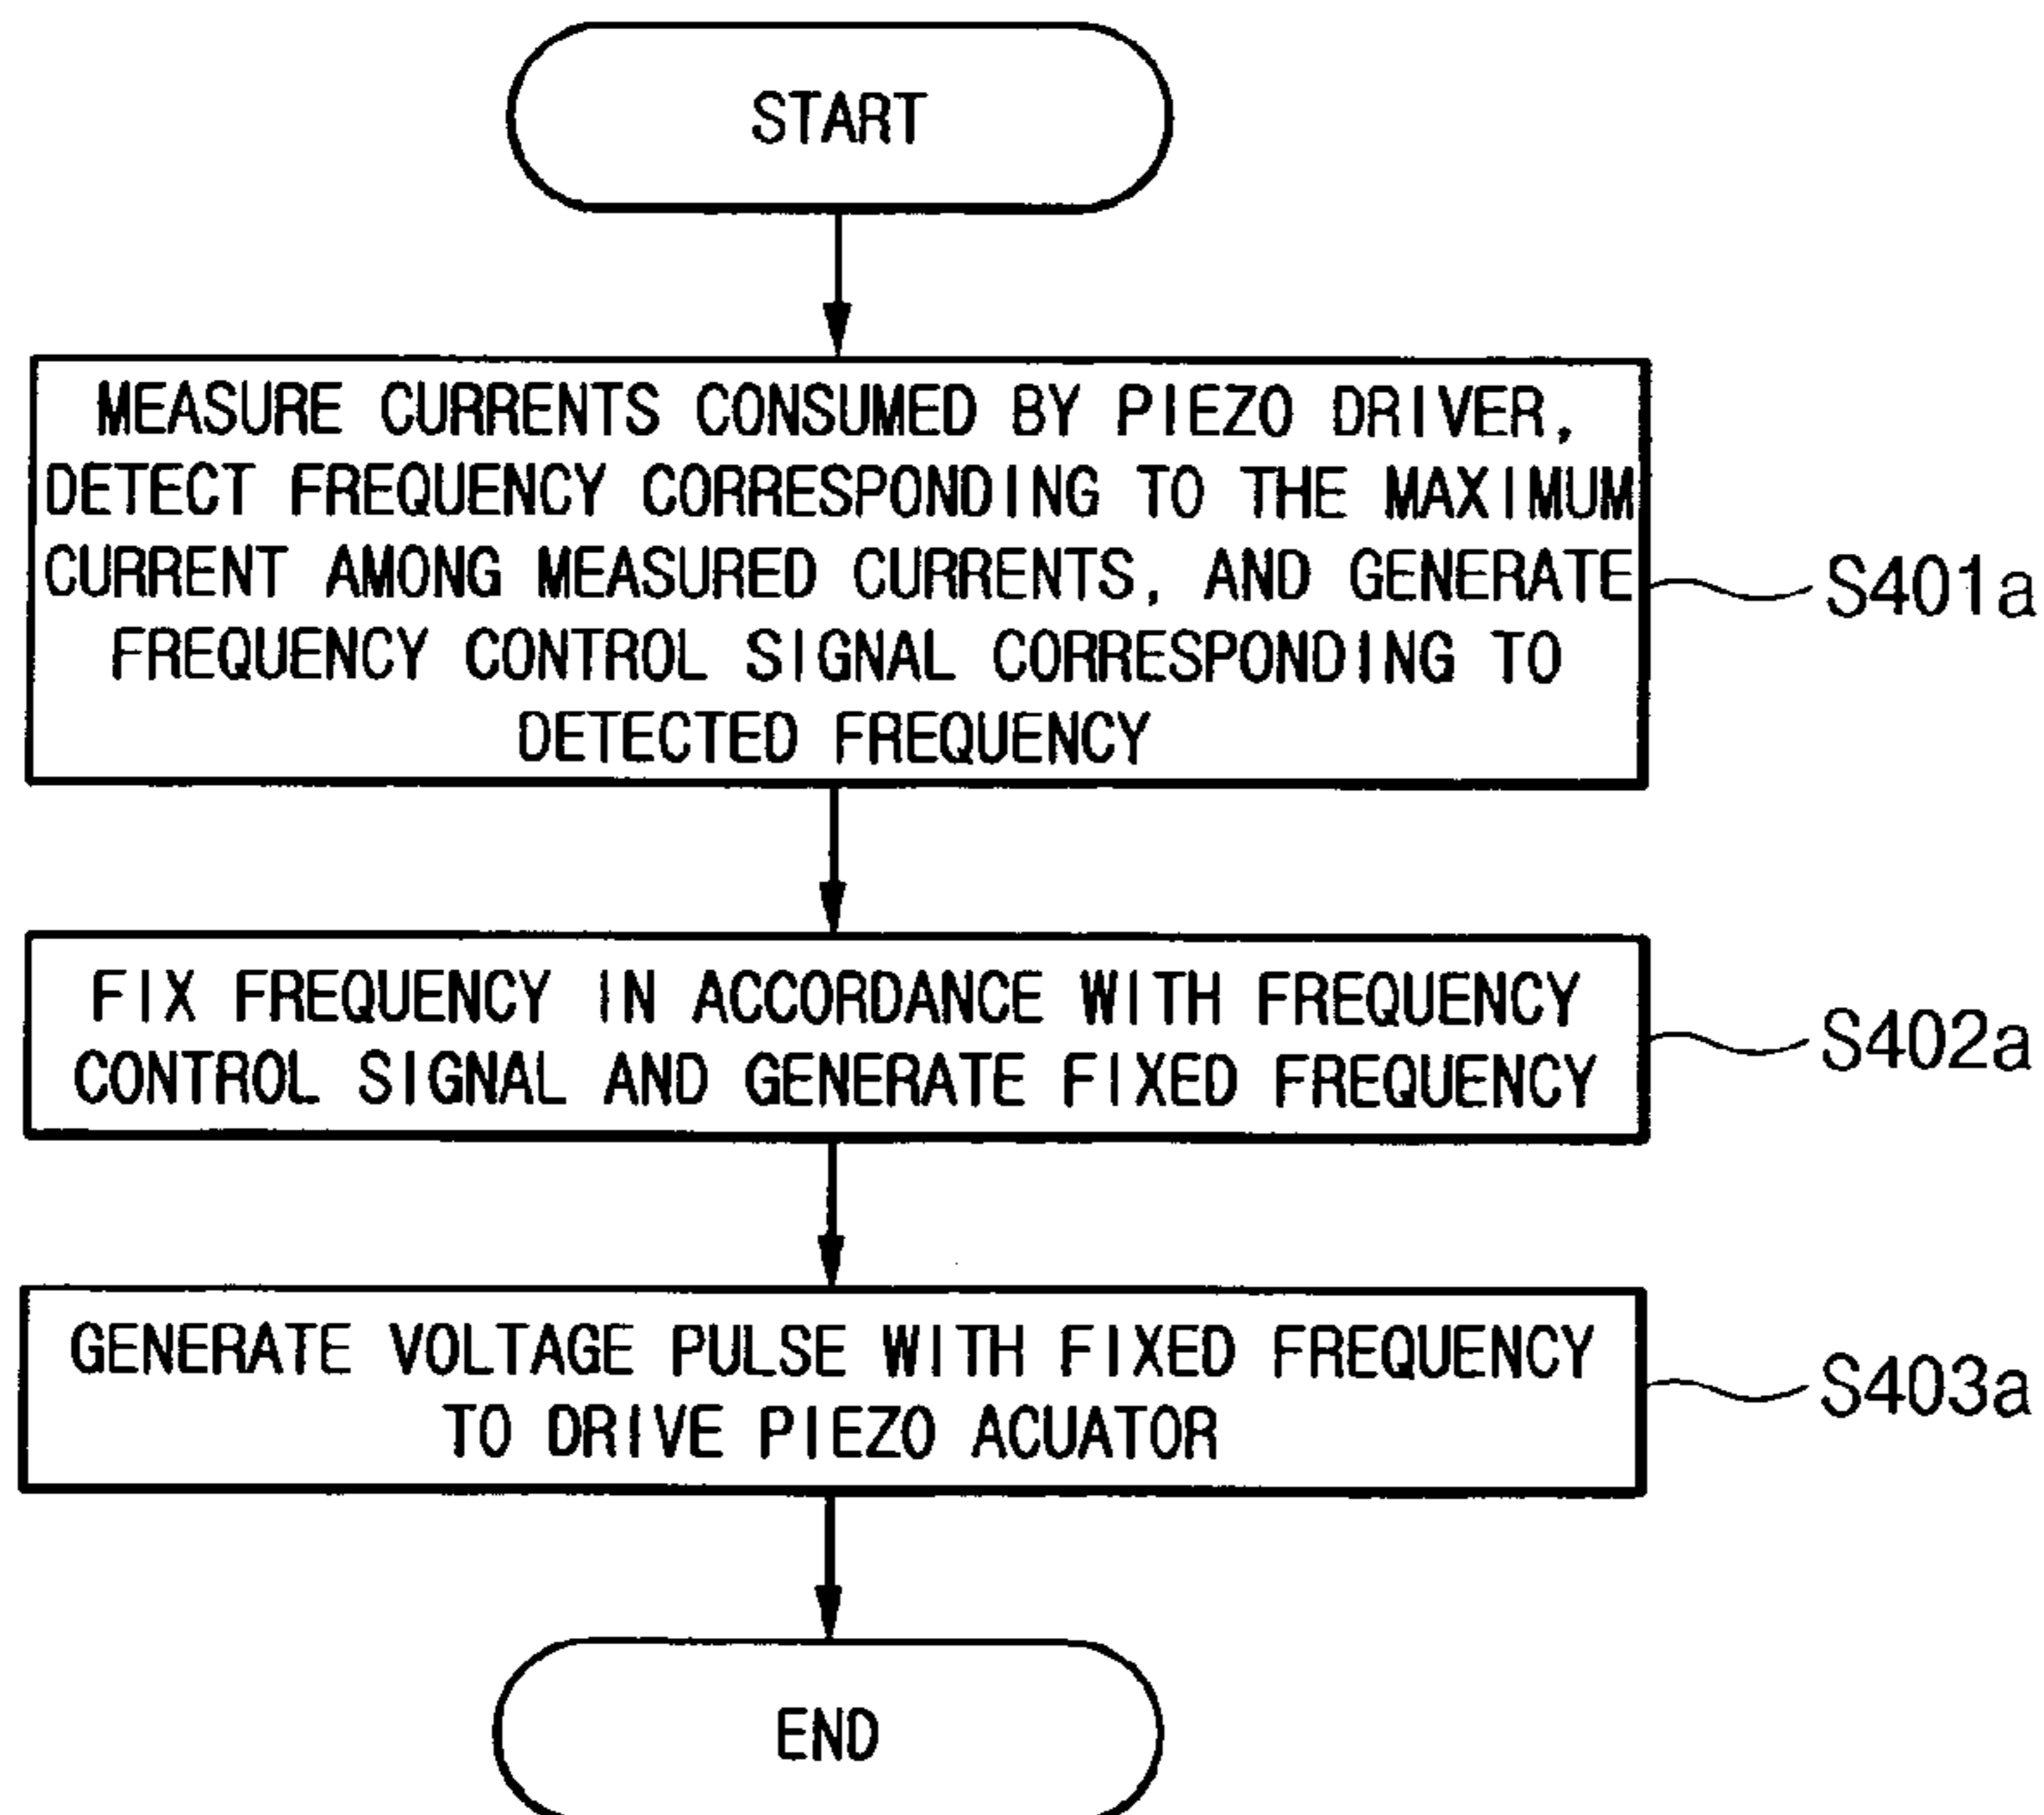 START
MEASURE CURRENTS CONSUMED BY PIEZO DRIVER,
DETECT FREQUENCY CORRESPONDING TO THE MAXIMUM
CURRENT AMONG MEASURED CURRENTS, AND GENERATE
FREQUENCY CONTROL SIGNAL CORRESPONDING TO
DETECTED FREQUENCY
S401a
FIX FREQUENCY IN ACCORDANCE WITH FREQUENCY
CONTROL SIGNAL AND GENERATE FIXED FREQUENCY
S402a
GENERATE VOLTAGE PULSE WITH FIXED FREQUENCY
TO DRIVE PIEZO ACUATOR
S403a
END